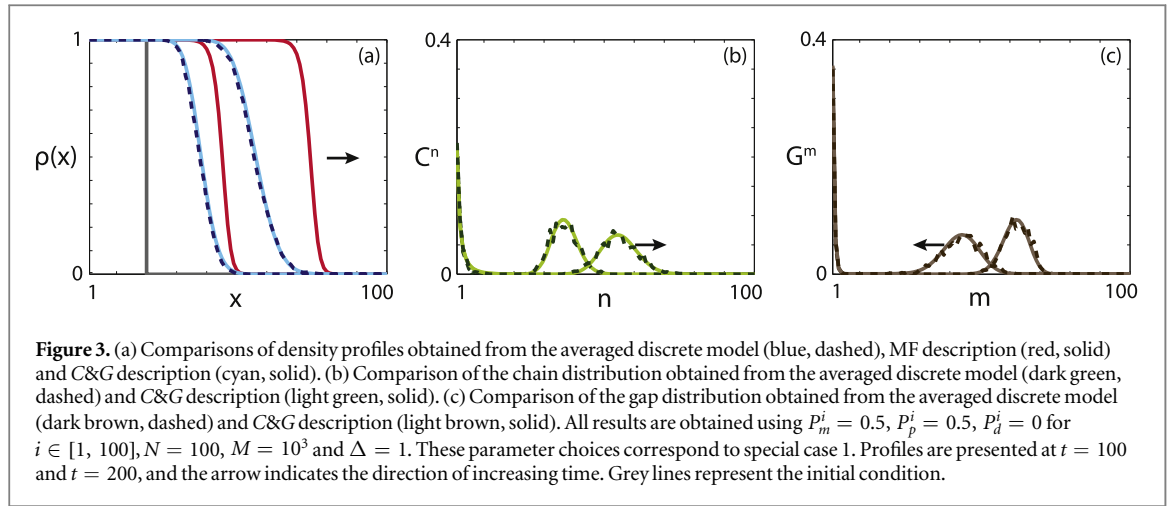 1
ρ(x)
0
1
x
100
(a)
0.4
Cⁿ
0
1
n
100
(b)
0.4
Gᵐ
0
1
m
100
(c)
Figure 3. (a) Comparisons of density profiles obtained from the averaged discrete model (blue, dashed), MF description (red, solid)
and C&G description (cyan, solid). (b) Comparison of the chain distribution obtained from the averaged discrete model (dark green,
dashed) and C&G description (light green, solid). (c) Comparison of the gap distribution obtained from the averaged discrete model
(dark brown, dashed) and C&G description (light brown, solid). All results are obtained using P_m^i = 0.5, P_p^i = 0.5, P_d^i = 0 for
i ∈ [1, 100], N = 100, M = 10³ and Δ = 1. These parameter choices correspond to special case 1. Profiles are presented at t = 100
and t = 200, and the arrow indicates the direction of increasing time. Grey lines represent the initial condition.